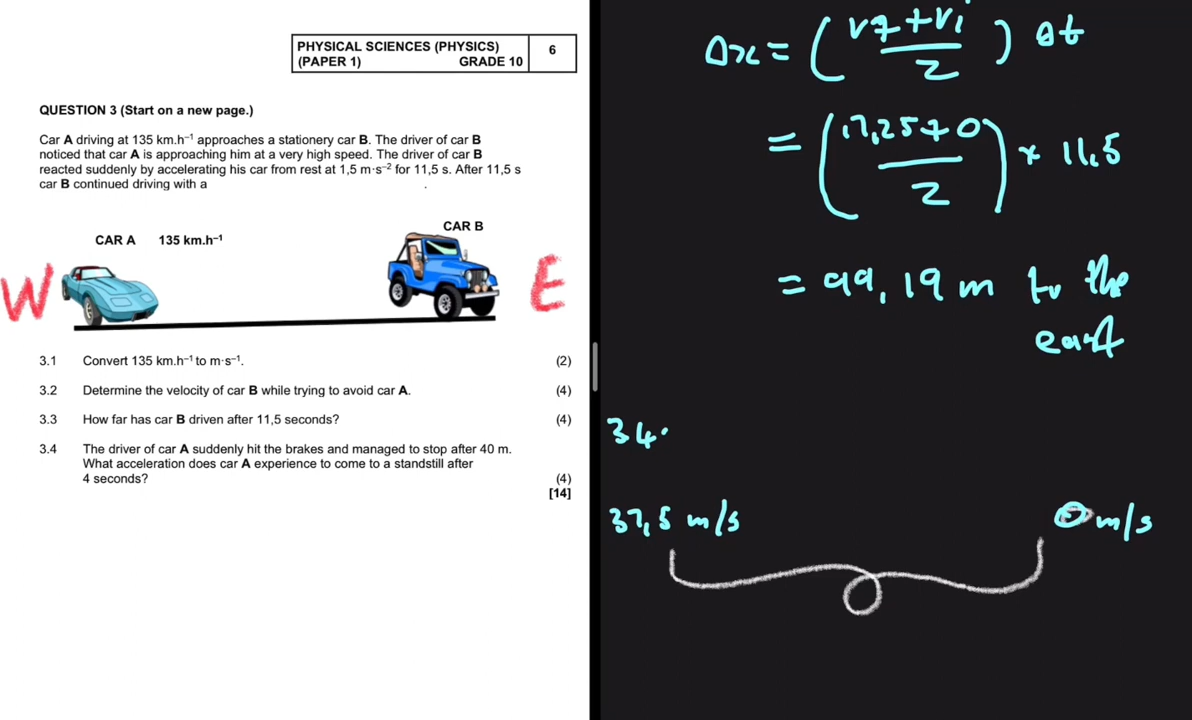 PHYSICAL SCIENCES (PHYSICS)
(PAPER 1) GRADE 10
6
QUESTION 3 (Start on a new page.)
Car A driving at 135 km.h⁻¹ approaches a stationery car B. The driver of car B
noticed that car A is approaching him at a very high speed. The driver of car B
reacted suddenly by accelerating his car from rest at 1,5 m·s⁻² for 11,5 s. After 11,5 s
car B continued driving with a
CAR B
CAR A 135 km.h⁻¹
W
E
3.1 Convert 135 km.h⁻¹ to m·s⁻¹. (2)
3.2 Determine the velocity of car B while trying to avoid car A. (4)
3.3 How far has car B driven after 11,5 seconds? (4)
3.4 The driver of car A suddenly hit the brakes and managed to stop after 40 m.
What acceleration does car A experience to come to a standstill after
4 seconds? (4)
[14]
Δx = (vf + vi / 2) Δt
= (17,25 + 0 / 2) × 11,5
= 99,19 m to the
east
34.
37,5 m/s
0 m/s